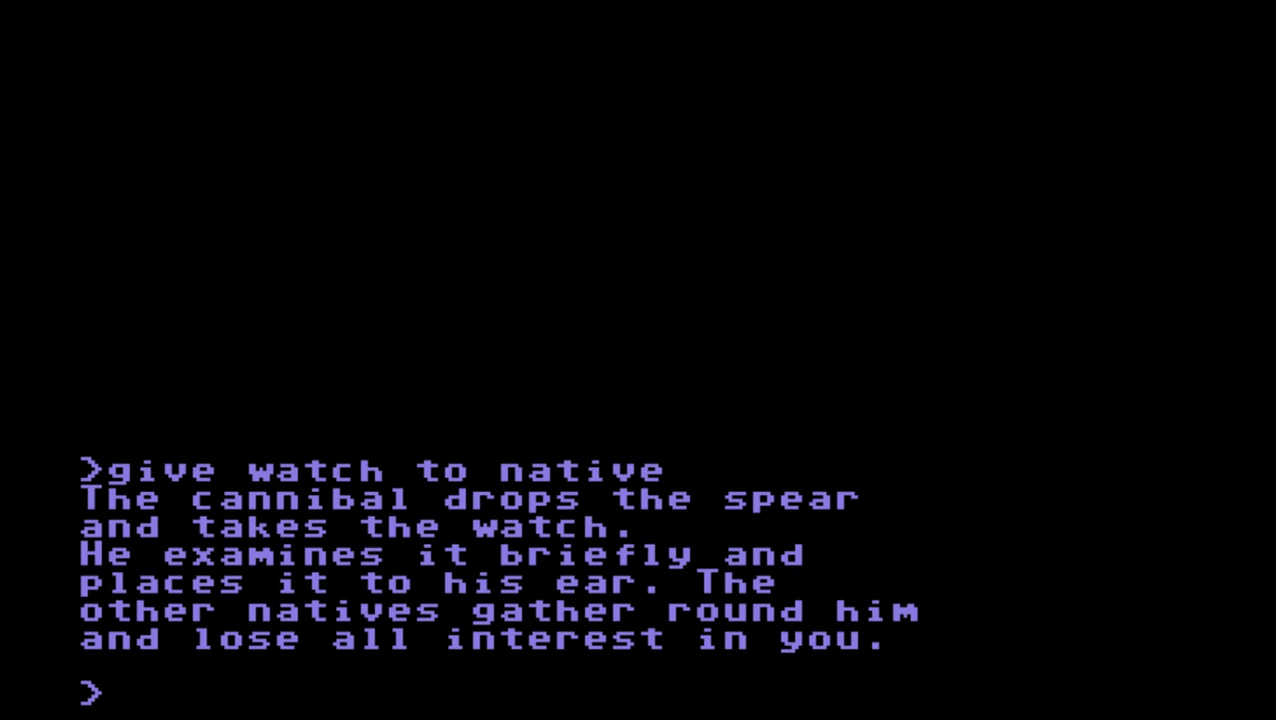 >give watch to native
The cannibal drops the spear
and takes the watch.
He examines it briefly and
places it to his ear. The
other natives gather round him
and lose all interest in you.
>